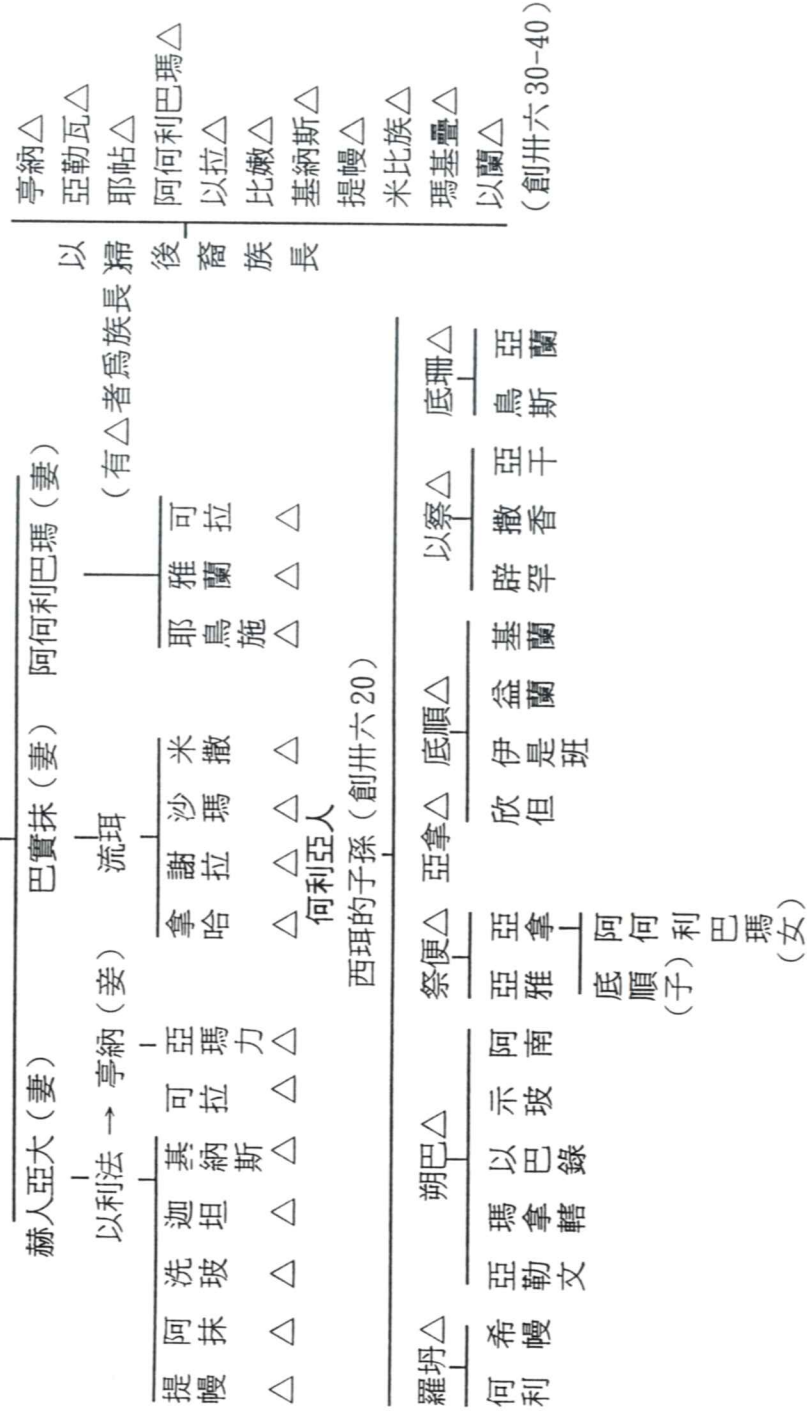 赫人亞大（妻） 巴實抹（妻） 阿何利巴瑪（妻）
以利法 → 亭納（妾） 流珥
（有△者爲族長）
提幔△ 阿抹△ 洗玻△ 迦坦△ 基納斯△ 可拉△ 亞瑪力△
拿哈△ 謝拉△ 沙瑪△ 米撒△
耶鳥施△ 雅蘭△ 可拉△
以掃後裔族長
亭納△
亞勒瓦△
耶帖△
阿何利巴瑪△
以拉△
比嫩△
基納斯△
提幔△
米比族△
瑪基疊△
以蘭△
（創卅六30-40）
何利亞人
西珥的子孫（創卅六20）
羅坍△ 朔巴△ 祭便△ 亞拿△ 底順△ 以察△ 底珊△
何利 希幔
亞勒文 瑪拿轄 以巴錄 示玻 阿南
亞雅 亞拿
欣但 伊是班 益蘭 基蘭
辟罕 撒香 亞干
鳥斯 亞蘭
底順（子） 阿何利巴瑪（女）